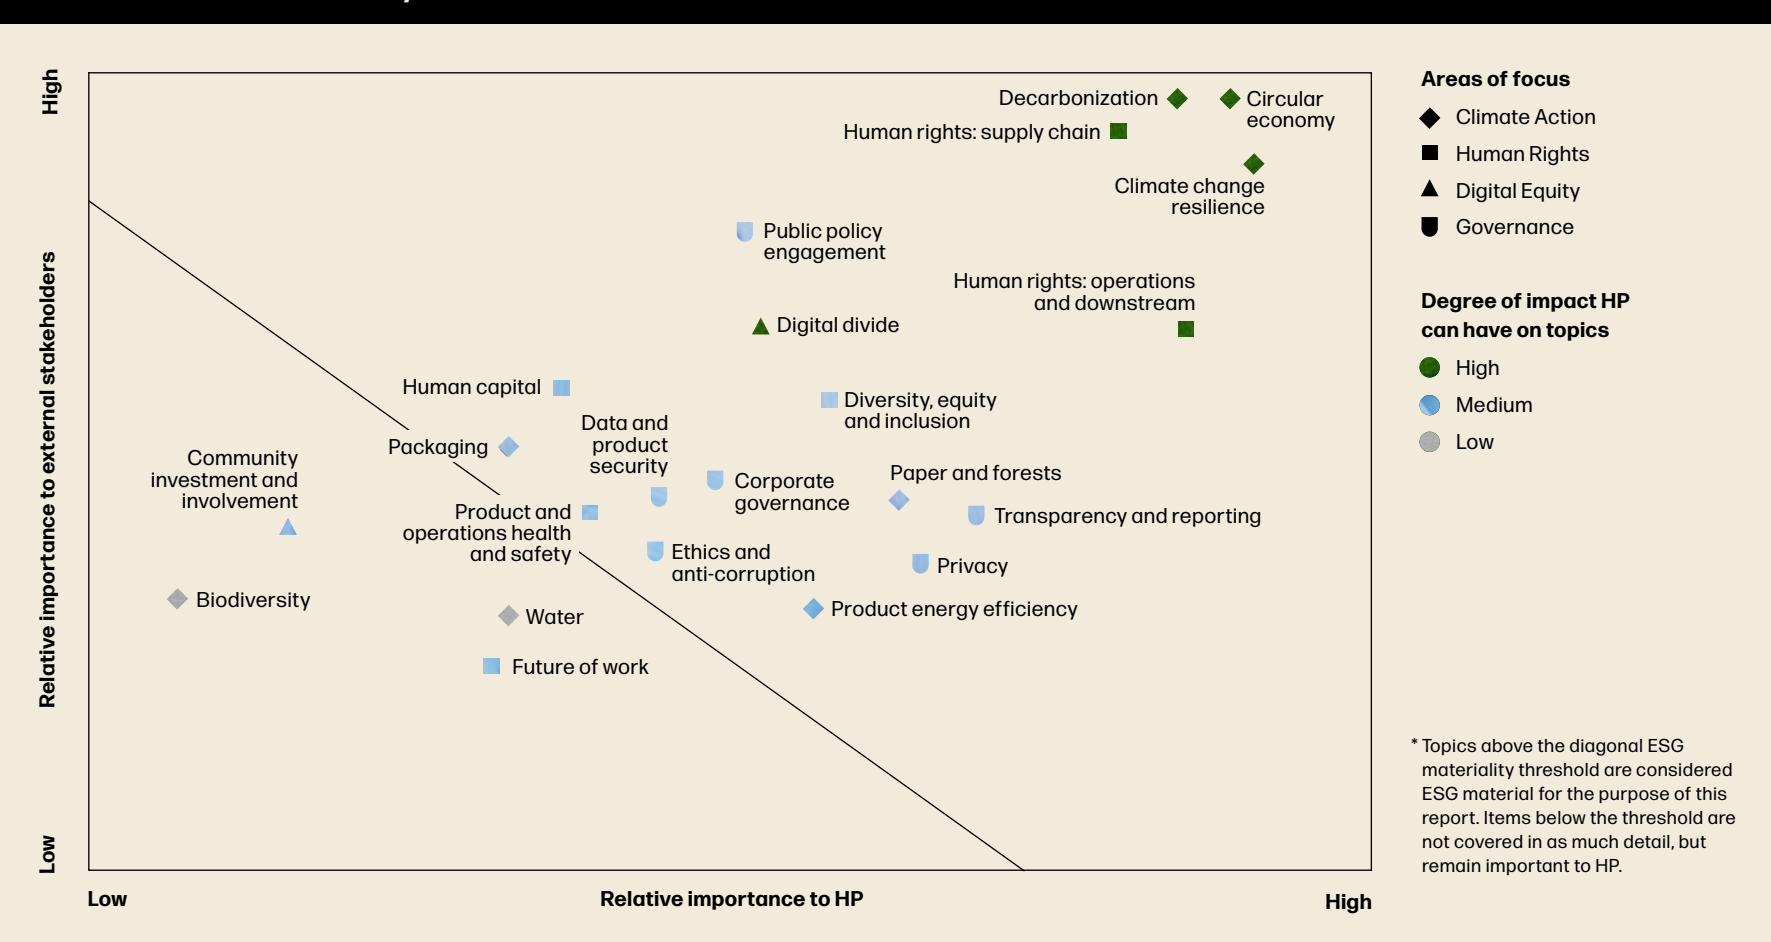 High
Relative importance to external stakeholders
Low
Decarbonization
Circular
economy
Human rights: supply chain
Climate change
resilience
Public policy
engagement
Human rights: operations
and downstream
Digital divide
Human capital
Diversity, equity
and inclusion
Data and
product
security
Packaging
Community
investment and
involvement
Corporate
governance
Paper and forests
Product and
operations health
and safety
Transparency and reporting
Ethics and
anti-corruption
Privacy
Biodiversity
Water
Product energy efficiency
Future of work
Low
Relative importance to HP
High
Areas of focus
Climate Action
Human Rights
Digital Equity
Governance
Degree of impact HP
can have on topics
High
Medium
Low
* Topics above the diagonal ESG
materiality threshold are considered
ESG material for the purpose of this
report. Items below the threshold are
not covered in as much detail, but
remain important to HP.